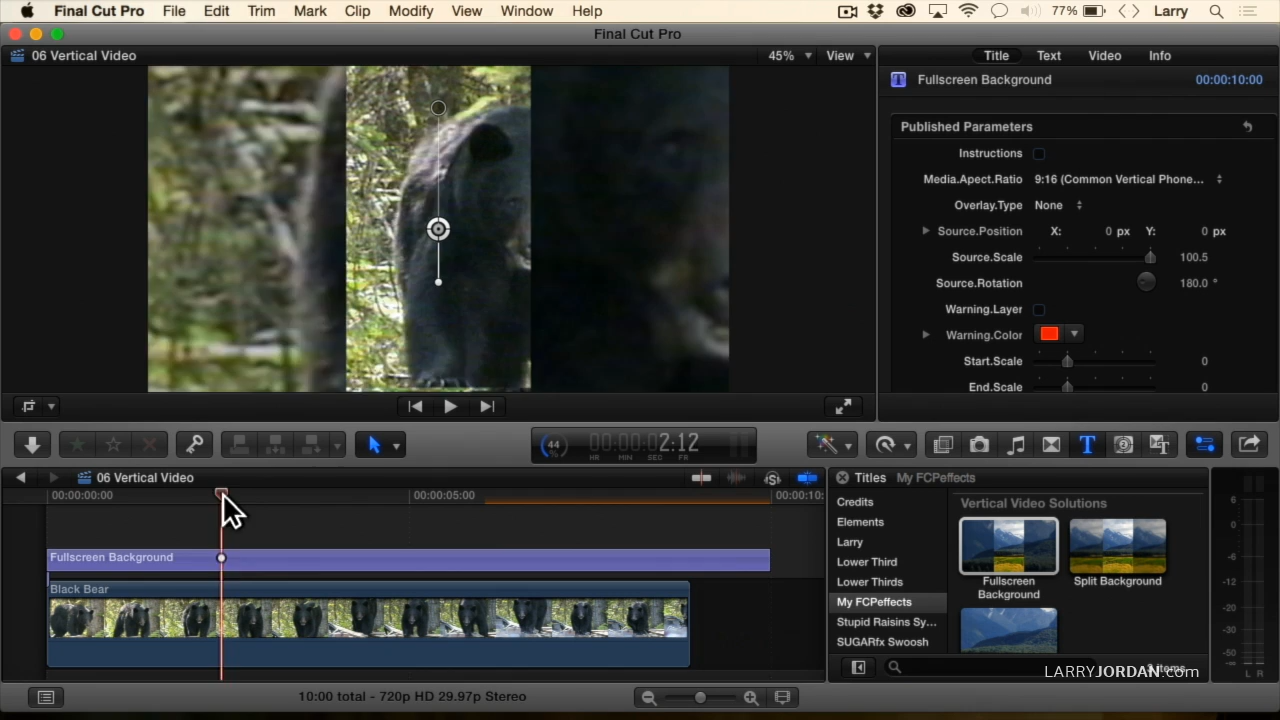 Final Cut Pro File Edit Trim Mark Clip Modify View Window Help 77% Larry
Final Cut Pro
06 Vertical Video 45% View
Title Text Video Info
Fullscreen Background 00:00:10:00
Published Parameters
Instructions
Media.Apect.Ratio 9:16 (Common Vertical Phone...
Overlay.Type None
Source.Position X: 0 px Y: 0 px
Source.Scale 100.5
Source.Rotation 180.0 °
Warning.Layer
Warning.Color
Start.Scale 0
End.Scale 0
44 % 00:00:02:12
HR MIN SEC FR
06 Vertical Video
00:00:00:00 00:00:05:00 00:00:10:
Fullscreen Background
Black Bear
Titles My FCPeffects
Credits
Elements
Larry
Lower Third
Lower Thirds
My FCPeffects
Stupid Raisins Sy...
SUGARfx Swoosh
Vertical Video Solutions
Fullscreen Background
Split Background
6
0
-6
-12
-20
-30
-50
-∞
L R
LARRYJORDAN.com
10:00 total - 720p HD 29.97p Stereo